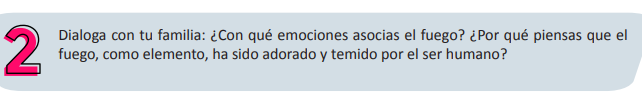 2
Dialoga con tu familia: ¿Con qué emociones asocias el fuego? ¿Por qué piensas que el
fuego, como elemento, ha sido adorado y temido por el ser humano?